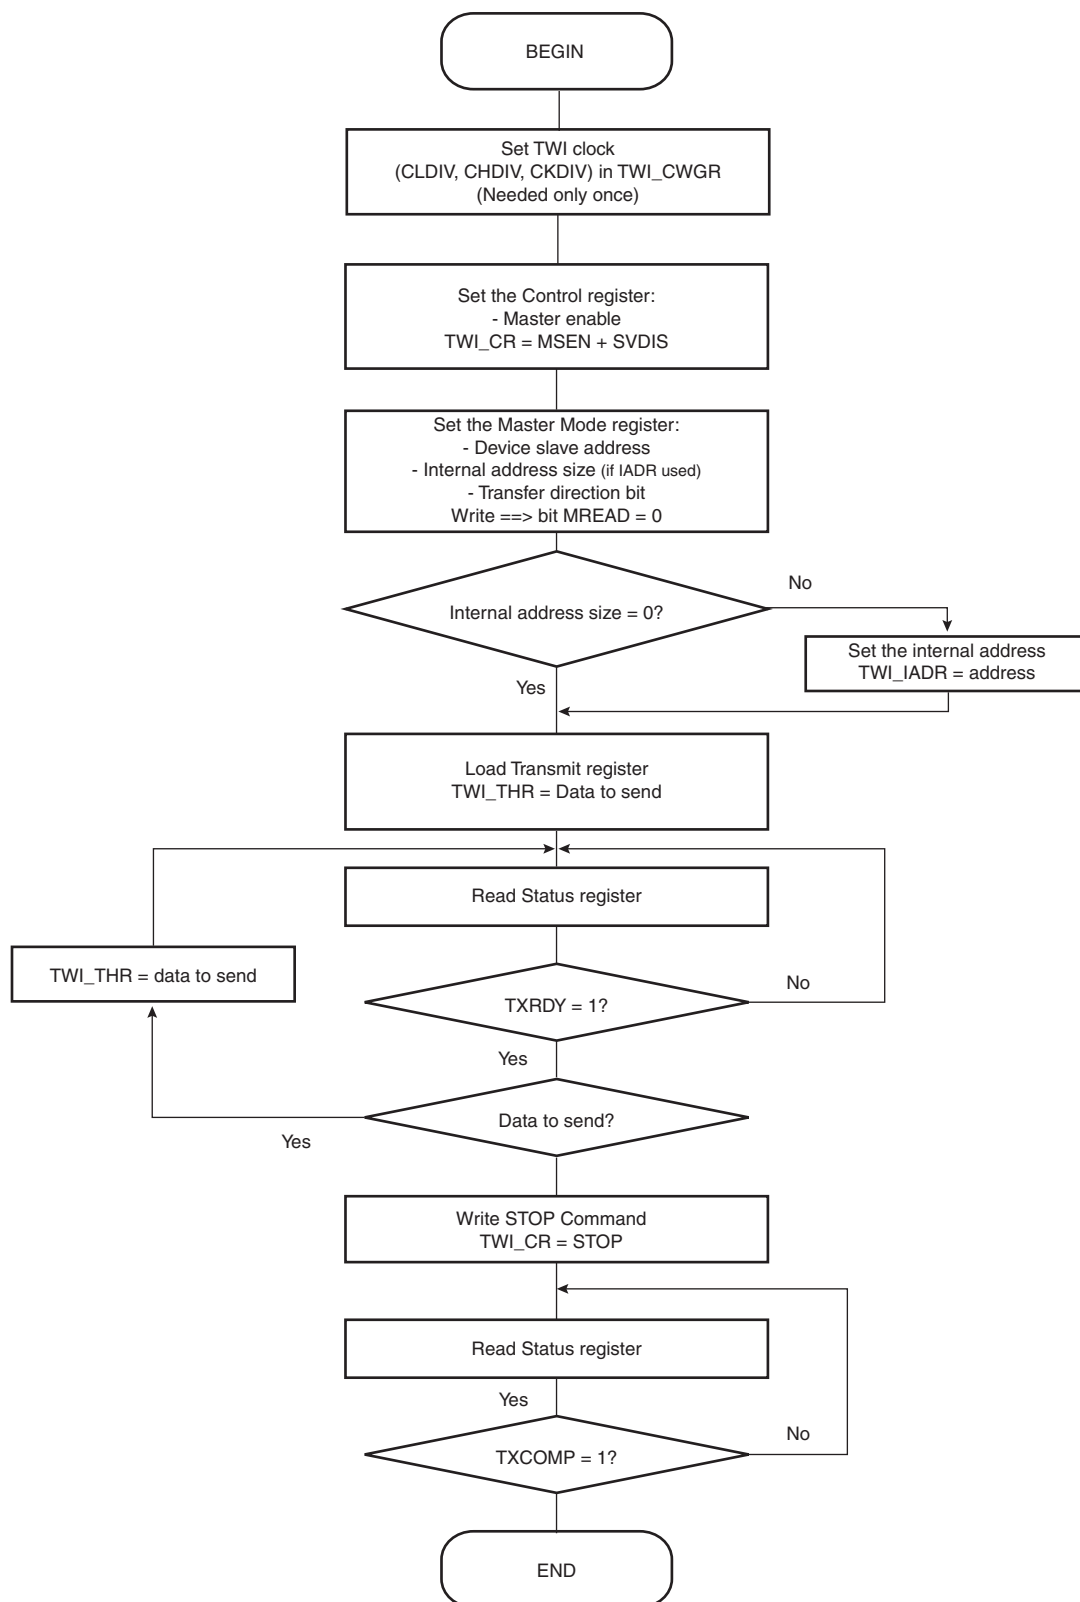 BEGIN
Set TWI clock
(CLDIV, CHDIV, CKDIV) in TWI_CWGR
(Needed only once)
Set the Control register:
- Master enable
TWI_CR = MSEN + SVDIS
Set the Master Mode register:
- Device slave address
- Internal address size (if IADR used)
- Transfer direction bit
Write ==> bit MREAD = 0
Internal address size = 0?
No
Set the internal address
TWI_IADR = address
Yes
Load Transmit register
TWI_THR = Data to send
Read Status register
TWI_THR = data to send
TXRDY = 1?
No
Yes
Data to send?
Yes
Write STOP Command
TWI_CR = STOP
Read Status register
Yes
TXCOMP = 1?
No
END